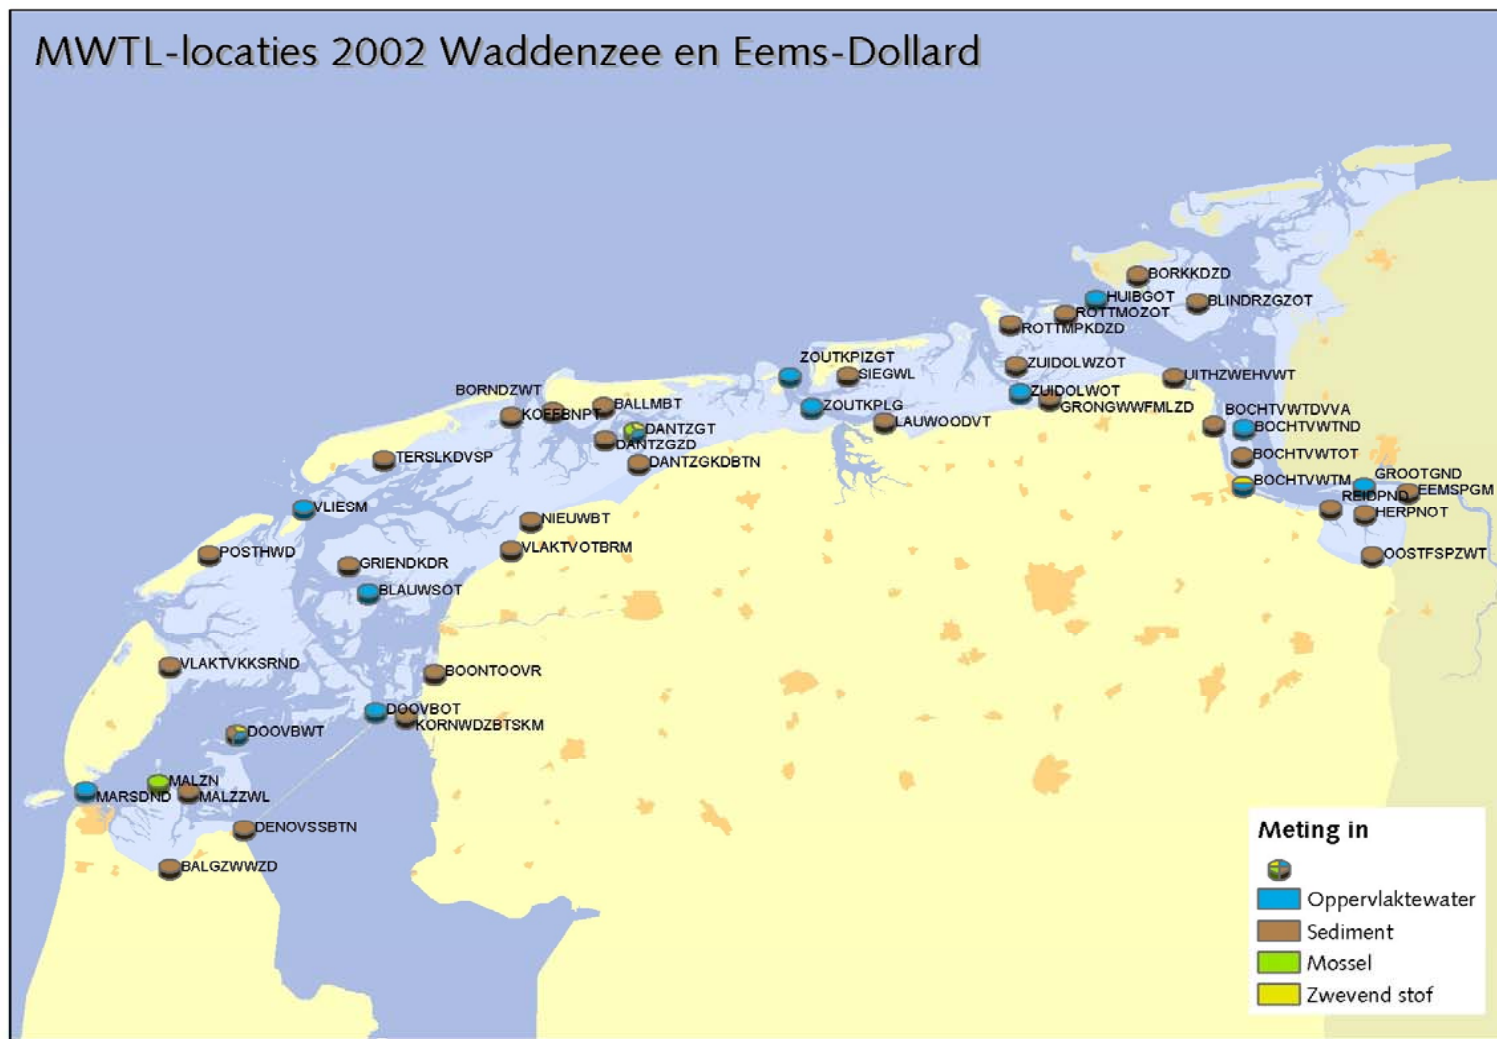 MWTL-locaties 2002 Waddenzee en Eems-Dollard
BORKKDZD
HUIBGOT
BLINDRZGZOT
ROTTMOZOT
ROTTMPKDZD
ZOUTKPIZGT
ZUIDOLWZOT
SIEGWL
UITHZWEHVWT
BORNDZWT
ZUIDOLWOT
BALLMBT
ZOUTKPLG
GRONGWWFMLZD
KOFFBNPT
BOCHTVWTDVVA
LAUWOODVT
BOCHTVWTND
DANTZGT
DANTZGZD
BOCHTVWTOT
TERSLKDVSP
DANTZGKDBTN
GROOTGND
BOCHTVWTM
EEMSPGM
REIDPND
VLIESM
HERPNOT
NIEUWBT
VLAKTVOTBRM
POSTHWD
OOSTFSPZWT
GRIENDKDR
BLAUWSOT
VLAKTVKKSRND
BOONTOOVR
DOOVBOT
KORNWDZBTSKM
DOOVBWT
MALZN
MARSDND
MALZZWL
DENOVSSBTN
BALGZWWZD
Meting in
Oppervlaktewater
Sediment
Mossel
Zwevend stof